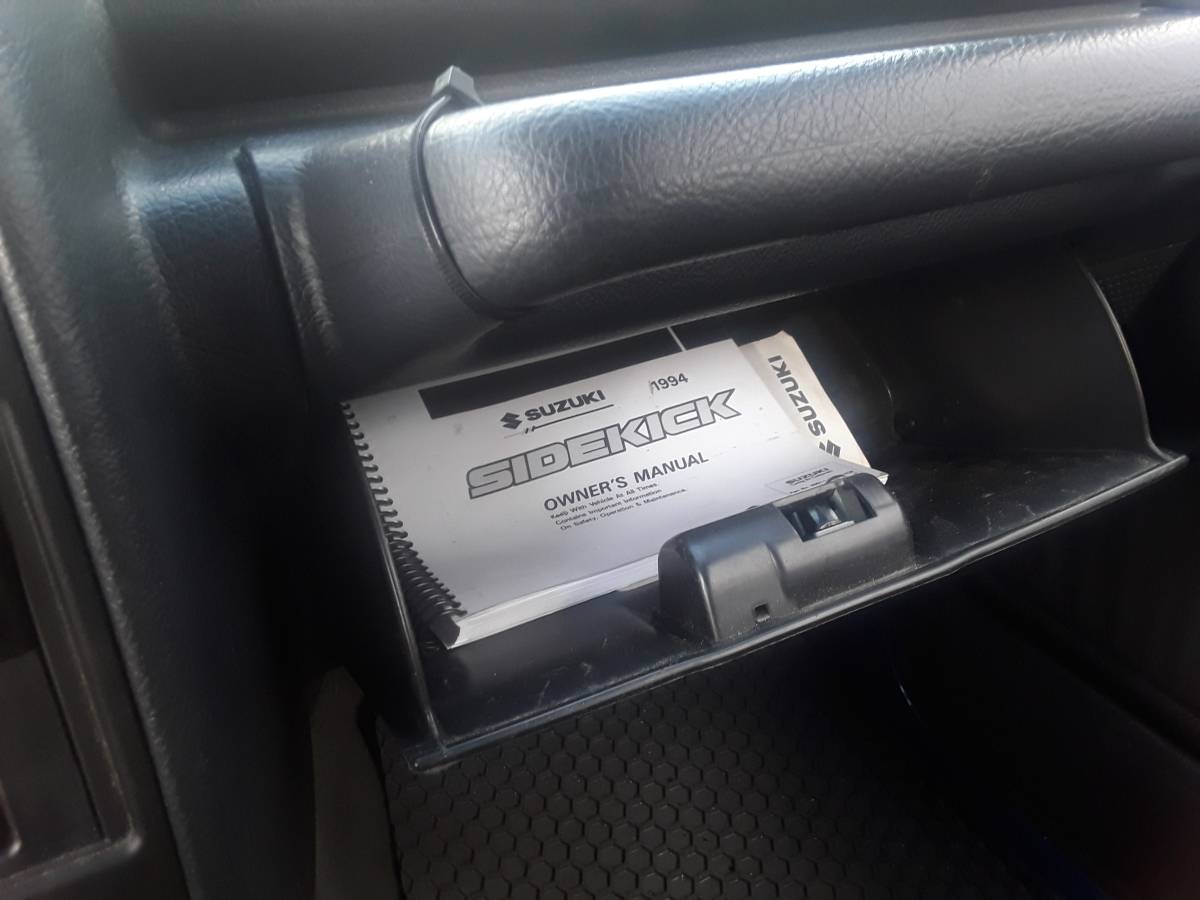 SUZUKI 1994
SIDEKICK
OWNER'S MANUAL
Keep With Vehicle At All Times
Contains Important Information
On Safety, Operation & Maintenance.
SUZUKI
SUZUKI